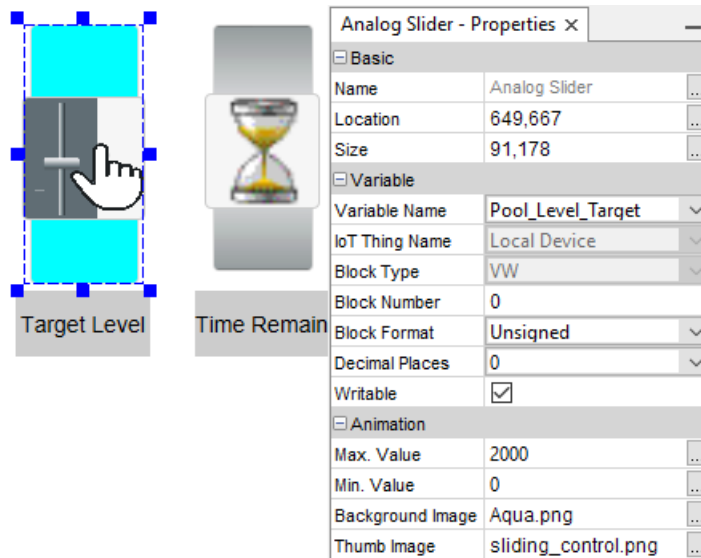 Target Level
Time Remain
Analog Slider - Properties ×
Basic
Name Analog Slider ...
Location 649,667 ...
Size 91,178 ...
Variable
Variable Name Pool_Level_Target
IoT Thing Name Local Device
Block Type VW
Block Number 0
Block Format Unsigned
Decimal Places 0
Writable
Animation
Max. Value 2000 ...
Min. Value 0 ...
Background Image Aqua.png ...
Thumb Image sliding_control.png ...